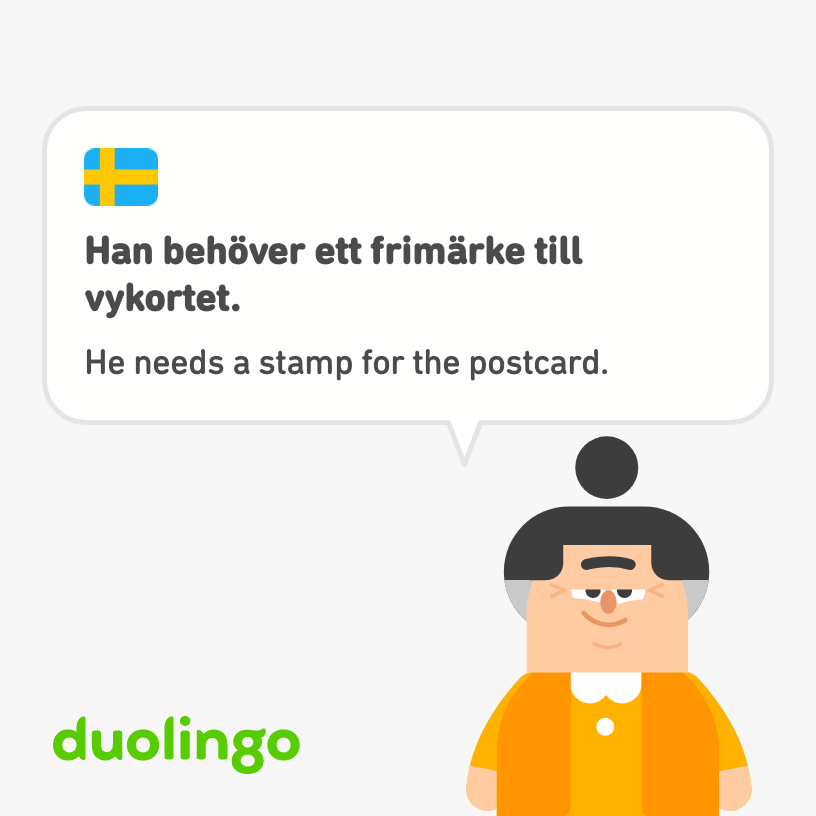 Han behöver ett frimärke till
vykortet.
He needs a stamp for the postcard.
duolingo